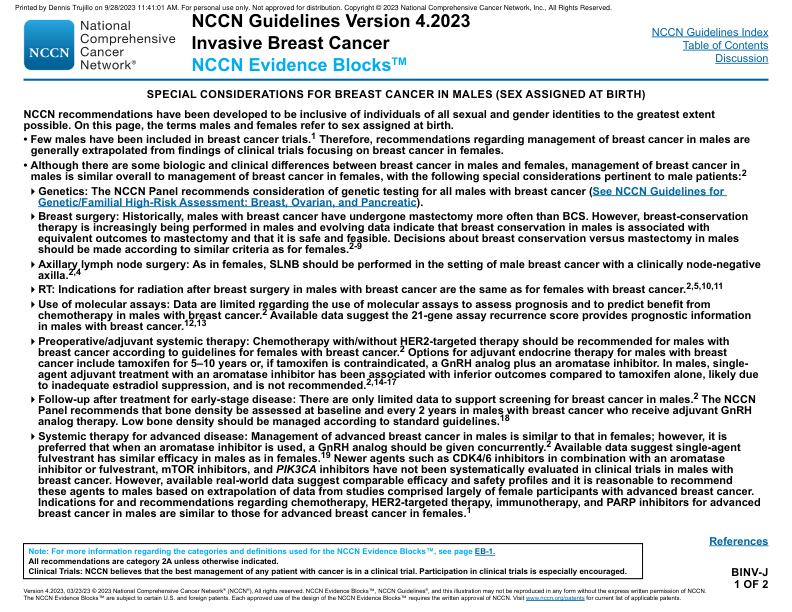 Printed by Dennis Trujillo on 9/28/2023 11:41:01 AM. For personal use only. Not approved for distribution. Copyright © 2023 National Comprehensive Cancer Network, Inc., All Rights Reserved.
NCCN
National
Comprehensive
Cancer
Network®
NCCN Guidelines Version 4.2023
Invasive Breast Cancer
NCCN Evidence Blocks™
NCCN Guidelines Index
Table of Contents
Discussion
SPECIAL CONSIDERATIONS FOR BREAST CANCER IN MALES (SEX ASSIGNED AT BIRTH)
NCCN recommendations have been developed to be inclusive of individuals of all sexual and gender identities to the greatest extent
possible. On this page, the terms males and females refer to sex assigned at birth.
• Few males have been included in breast cancer trials.1 Therefore, recommendations regarding management of breast cancer in males are
generally extrapolated from findings of clinical trials focusing on breast cancer in females.
• Although there are some biologic and clinical differences between breast cancer in males and females, management of breast cancer in
males is similar overall to management of breast cancer in females, with the following special considerations pertinent to male patients:2
Genetics: The NCCN Panel recommends consideration of genetic testing for all males with breast cancer (See NCCN Guidelines for
Genetic/Familial High-Risk Assessment: Breast, Ovarian, and Pancreatic).
Breast surgery: Historically, males with breast cancer have undergone mastectomy more often than BCS. However, breast-conservation
therapy is increasingly being performed in males and evolving data indicate that breast conservation in males is associated with
equivalent outcomes to mastectomy and that it is safe and feasible. Decisions about breast conservation versus mastectomy in males
should be made according to similar criteria as for females.2-9
Axillary lymph node surgery: As in females, SLNB should be performed in the setting of male breast cancer with a clinically node-negative
axilla.2,4
RT: Indications for radiation after breast surgery in males with breast cancer are the same as for females with breast cancer.2,5,10,11
Use of molecular assays: Data are limited regarding the use of molecular assays to assess prognosis and to predict benefit from
chemotherapy in males with breast cancer.2 Available data suggest the 21-gene assay recurrence score provides prognostic information
in males with breast cancer.12,13
Preoperative/adjuvant systemic therapy: Chemotherapy with/without HER2-targeted therapy should be recommended for males with
breast cancer according to guidelines for females with breast cancer.2 Options for adjuvant endocrine therapy for males with breast
cancer include tamoxifen for 5–10 years or, if tamoxifen is contraindicated, a GnRH analog plus an aromatase inhibitor. In males, single-
agent adjuvant treatment with an aromatase inhibitor has been associated with inferior outcomes compared to tamoxifen alone, likely due
to inadequate estradiol suppression, and is not recommended.2,14-17
Follow-up after treatment for early-stage disease: There are only limited data to support screening for breast cancer in males.2 The NCCN
Panel recommends that bone density be assessed at baseline and every 2 years in males with breast cancer who receive adjuvant GnRH
analog therapy. Low bone density should be managed according to standard guidelines.18
Systemic therapy for advanced disease: Management of advanced breast cancer in males is similar to that in females; however, it is
preferred that when an aromatase inhibitor is used, a GnRH analog should be given concurrently.2 Available data suggest single-agent
fulvestrant has similar efficacy in males as in females.19 Newer agents such as CDK4/6 inhibitors in combination with an aromatase
inhibitor or fulvestrant, mTOR inhibitors, and PIK3CA inhibitors have not been systematically evaluated in clinical trials in males with
breast cancer. However, available real-world data suggest comparable efficacy and safety profiles and it is reasonable to recommend
these agents to males based on extrapolation of data from studies comprised largely of female participants with advanced breast cancer.
Indications for and recommendations regarding chemotherapy, HER2-targeted therapy, immunotherapy, and PARP inhibitors for advanced
breast cancer in males are similar to those for advanced breast cancer in females.1
References
Note: For more information regarding the categories and definitions used for the NCCN Evidence Blocks™, see page EB-1.
All recommendations are category 2A unless otherwise indicated.
Clinical Trials: NCCN believes that the best management of any patient with cancer is in a clinical trial. Participation in clinical trials is especially encouraged.
BINV-J
1 OF 2
Version 4.2023, 03/23/23 © 2023 National Comprehensive Cancer Network® (NCCN®), All rights reserved. NCCN Evidence Blocks™, NCCN Guidelines®, and this illustration may not be reproduced in any form without the express written permission of NCCN.
The NCCN Evidence Blocks™ are subject to certain U.S. and foreign patents. Each approved use of the design of the NCCN Evidence Blocks™ requires the written approval of NCCN. Visit www.nccn.org/patents for current list of applicable patents.